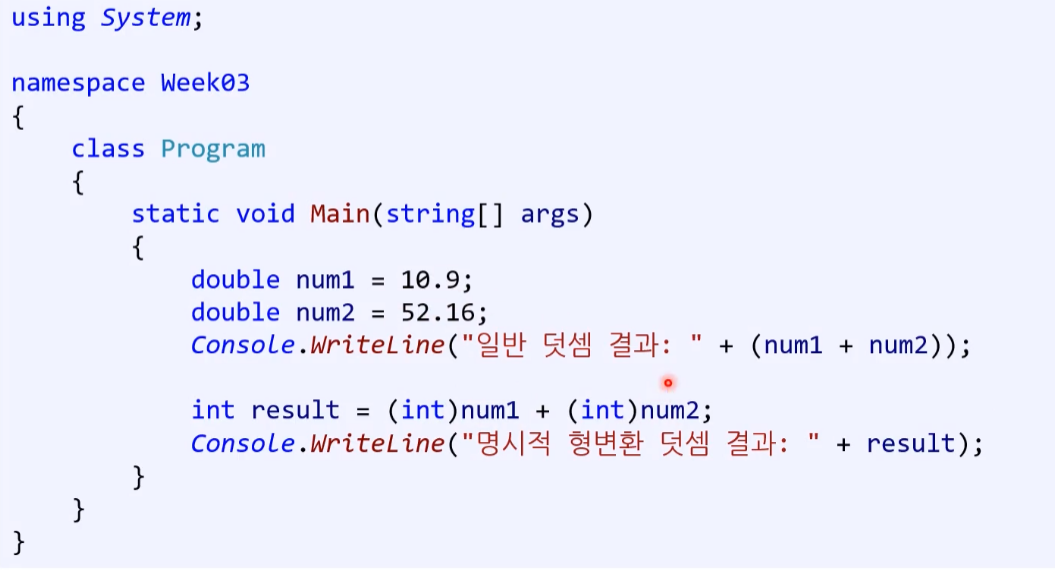 using System;
namespace Week03
{
class Program
{
static void Main(string[] args)
{
double num1 = 10.9;
double num2 = 52.16;
Console.WriteLine("일반 덧셈 결과: " + (num1 + num2));
int result = (int)num1 + (int)num2;
Console.WriteLine("명시적 형변환 덧셈 결과: " + result);
}
}
}